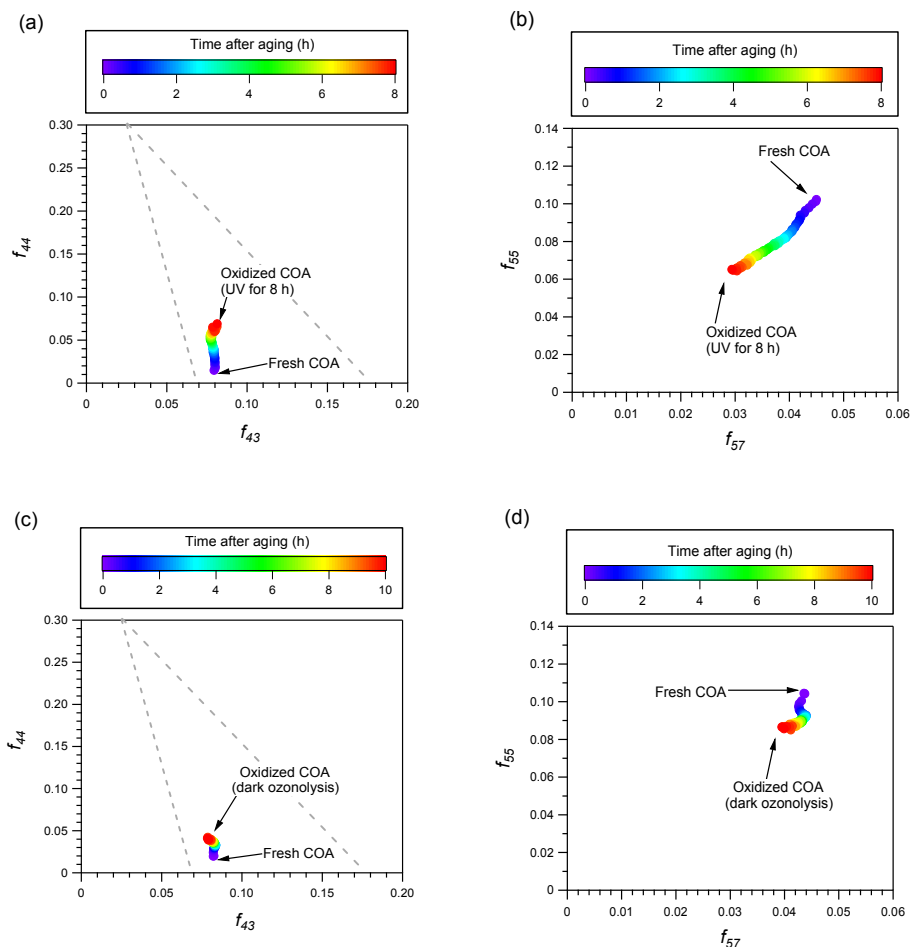 (a)
Time after aging (h)
0 2 4 6 8
0.30
0.25
0.20
0.15
0.10
0.05
0
f44
Oxidized COA
(UV for 8 h)
Fresh COA
0 0.05 0.10 0.15 0.20
f43
(b)
Time after aging (h)
0 2 4 6 8
0.14
0.12
0.10
0.08
0.06
0.04
0.02
0
f55
Fresh COA
Oxidized COA
(UV for 8 h)
0 0.01 0.02 0.03 0.04 0.05 0.06
f57
(c)
Time after aging (h)
0 2 4 6 8 10
0.30
0.25
0.20
0.15
0.10
0.05
0
f44
Oxidized COA
(dark ozonolysis)
Fresh COA
0 0.05 0.10 0.15 0.20
f43
(d)
Time after aging (h)
0 2 4 6 8 10
0.14
0.12
0.10
0.08
0.06
0.04
0.02
0
f55
Fresh COA
Oxidized COA
(dark ozonolysis)
0 0.01 0.02 0.03 0.04 0.05 0.06
f57